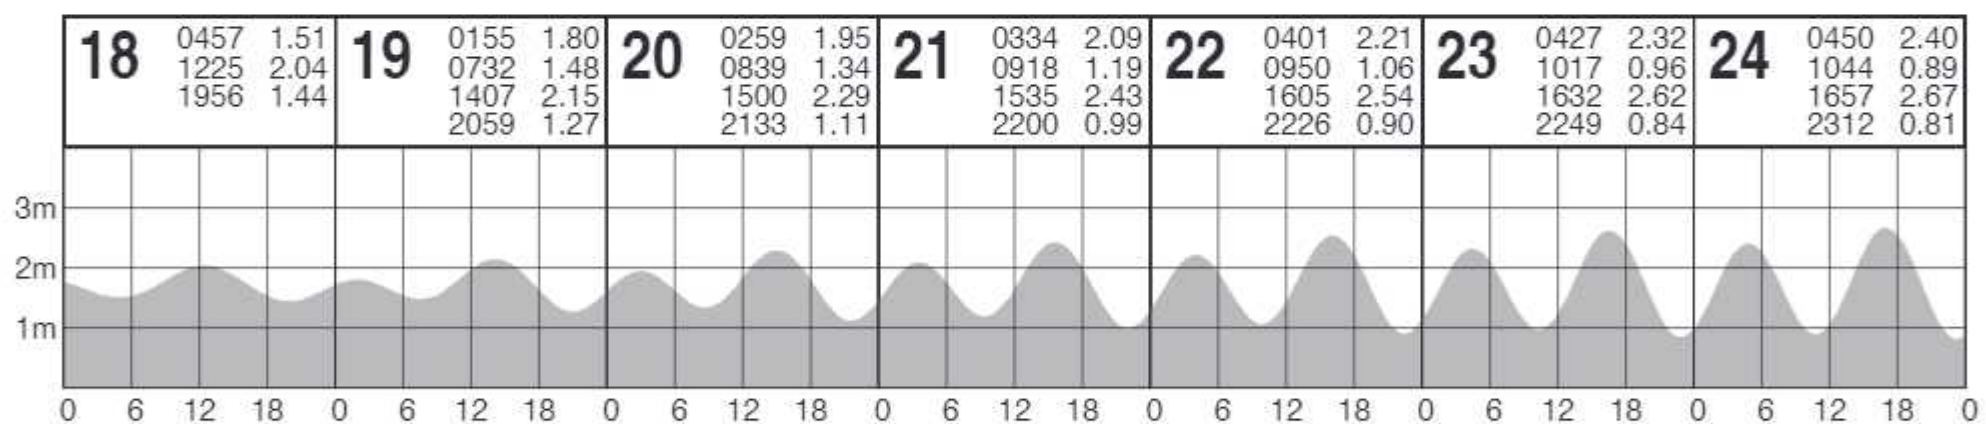 18 0457 1.51 19 0155 1.80 20 0259 1.95 21 0334 2.09 22 0401 2.21 23 0427 2.32 24 0450 2.40
1225 2.04 0732 1.48 0839 1.34 0918 1.19 0950 1.06 1017 0.96 1044 0.89
1956 1.44 1407 2.15 1500 2.29 1535 2.43 1605 2.54 1632 2.62 1657 2.67
2059 1.27 2133 1.11 2200 0.99 2226 0.90 2249 0.84 2312 0.81
3m
2m
1m
0 6 12 18 0 6 12 18 0 6 12 18 0 6 12 18 0 6 12 18 0 6 12 18 0 6 12 18 0